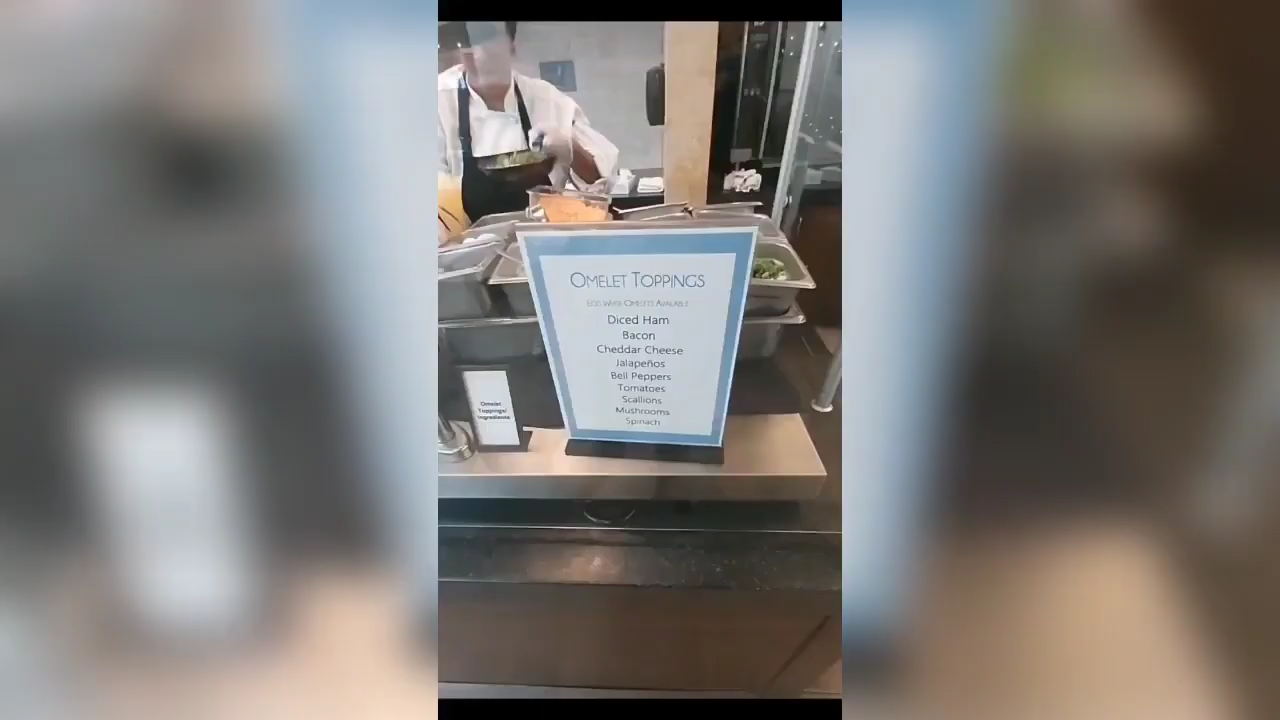 OMELET TOPPINGS
EGG WHITE OMELETS AVAILABLE
Diced Ham
Bacon
Cheddar Cheese
Jalapeños
Bell Peppers
Tomatoes
Scallions
Mushrooms
Spinach
Omelet
Toppings/
Ingredients